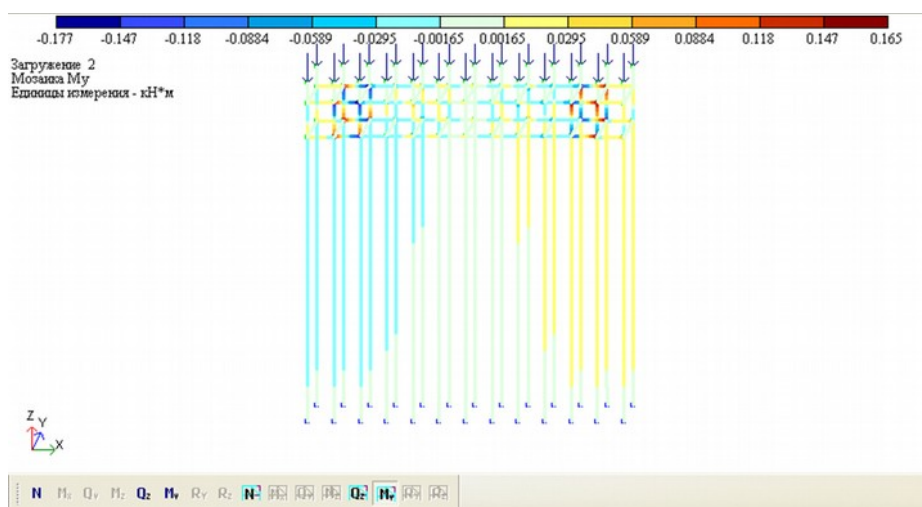 -0.177 -0.147 -0.118 -0.0884 -0.0589 -0.0295 -0.00165 0.00165 0.0295 0.0589 0.0884 0.118 0.147 0.165
Загружение 2
Мозаика My
Единицы измерения - кН*м
Z
Y
X
N Mx Qy Mz Qz My Ry Rz N Qz My